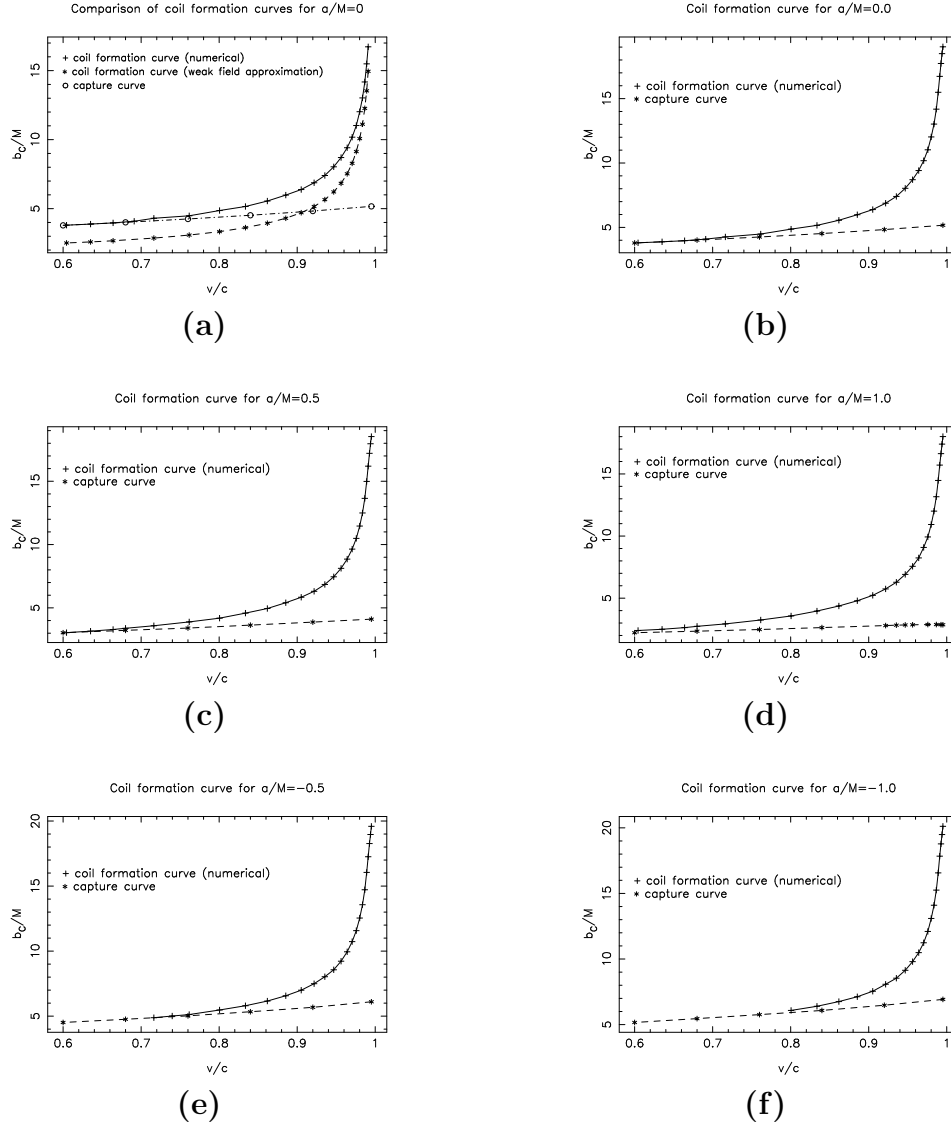 Comparison of coil formation curves for a/M=0
coil formation curve (numerical)
coil formation curve (weak field approximation)
capture curve
15
10
5
b_c/M
0.6 0.7 0.8 0.9 1
v/c
(a)
Coil formation curve for a/M=0.0
coil formation curve (numerical)
capture curve
15
10
5
b_c/M
0.6 0.7 0.8 0.9 1
v/c
(b)
Coil formation curve for a/M=0.5
coil formation curve (numerical)
capture curve
15
10
5
b_c/M
0.6 0.7 0.8 0.9 1
v/c
(c)
Coil formation curve for a/M=1.0
coil formation curve (numerical)
capture curve
15
10
5
b_c/M
0.6 0.7 0.8 0.9 1
v/c
(d)
Coil formation curve for a/M=−0.5
coil formation curve (numerical)
capture curve
20
15
10
5
b_c/M
0.6 0.7 0.8 0.9 1
v/c
(e)
Coil formation curve for a/M=−1.0
coil formation curve (numerical)
capture curve
20
15
10
5
b_c/M
0.6 0.7 0.8 0.9 1
v/c
(f)